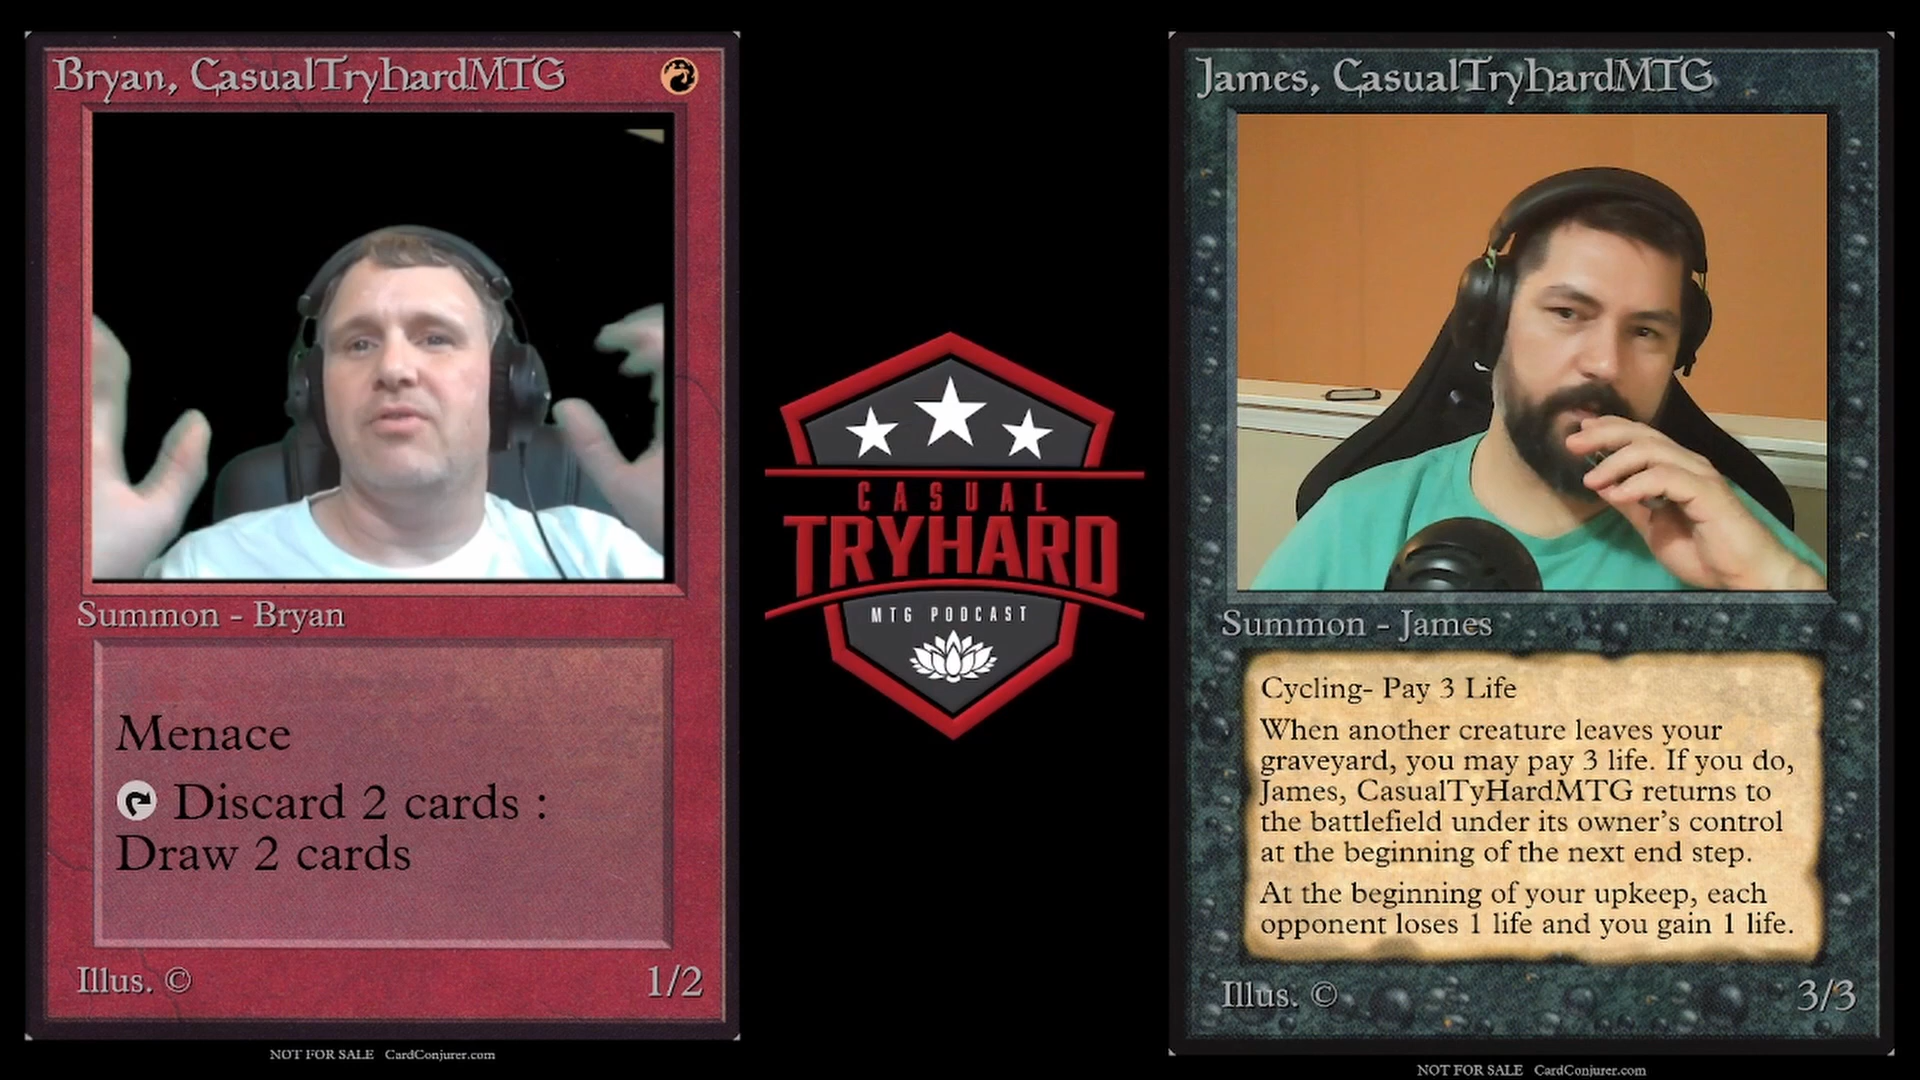 Bryan, CasualTryhardMTG
Summon - Bryan
Menace
Discard 2 cards :
Draw 2 cards
Illus. ©
1/2
NOT FOR SALE CardConjurer.com
CASUAL
TRYHARD
MTG PODCAST
James, CasualTryhardMTG
Summon - James
Cycling- Pay 3 Life
When another creature leaves your
graveyard, you may pay 3 life. If you do,
James, CasualTyHardMTG returns to
the battlefield under its owner's control
at the beginning of the next end step.
At the beginning of your upkeep, each
opponent loses 1 life and you gain 1 life.
Illus. ©
3/3
NOT FOR SALE CardConjurer.com